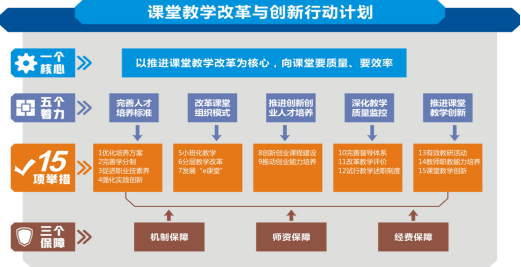 课堂教学改革与创新行动计划
一个
核心
以推进课堂教学改革为核心，向课堂要质量、要效率
五个
着力
完善人才
培养标准
改革课堂
组织模式
推进创新创
业人才培养
深化教学
质量监控
推进课堂
教学创新
15
项举措
1优化培养方案
2完善学分制
3促进职业技素养
4强化实践创新
5小班化教学
6分层教学改革
7发展“e课堂”
8创新创业课程建设
9推动创业能力培养
10完善督导体系
11改革教学评价
12试行教学述职制度
13有效教研活动
14教师职教能力培养
15课堂教学创新
三个
保障
机制保障
师资保障
经费保障